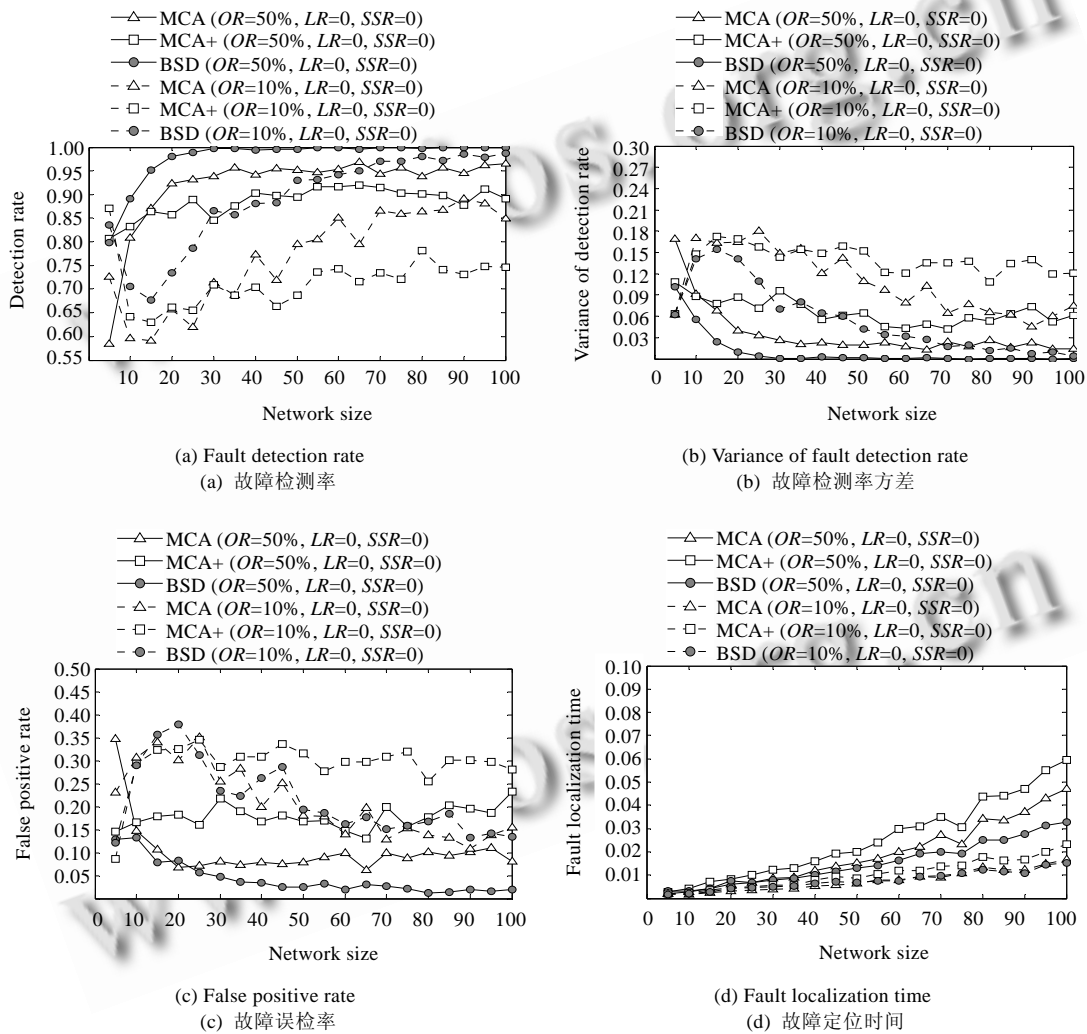 MCA (OR=50%, LR=0, SSR=0)
MCA+ (OR=50%, LR=0, SSR=0)
BSD (OR=50%, LR=0, SSR=0)
MCA (OR=10%, LR=0, SSR=0)
MCA+ (OR=10%, LR=0, SSR=0)
BSD (OR=10%, LR=0, SSR=0)
1.00
0.95
0.90
0.85
0.80
0.75
0.70
0.65
0.60
0.55
Detection rate
10 20 30 40 50 60 70 80 90 100
Network size
(a) Fault detection rate
(a) 故障检测率
MCA (OR=50%, LR=0, SSR=0)
MCA+ (OR=50%, LR=0, SSR=0)
BSD (OR=50%, LR=0, SSR=0)
MCA (OR=10%, LR=0, SSR=0)
MCA+ (OR=10%, LR=0, SSR=0)
BSD (OR=10%, LR=0, SSR=0)
0.30
0.27
0.24
0.21
0.18
0.15
0.12
0.09
0.06
0.03
Variance of detection rate
0 10 20 30 40 50 60 70 80 90 100
Network size
(b) Variance of fault detection rate
(b) 故障检测率方差
MCA (OR=50%, LR=0, SSR=0)
MCA+ (OR=50%, LR=0, SSR=0)
BSD (OR=50%, LR=0, SSR=0)
MCA (OR=10%, LR=0, SSR=0)
MCA+ (OR=10%, LR=0, SSR=0)
BSD (OR=10%, LR=0, SSR=0)
0.50
0.45
0.40
0.35
0.30
0.25
0.20
0.15
0.10
0.05
False positive rate
0 10 20 30 40 50 60 70 80 90 100
Network size
(c) False positive rate
(c) 故障误检率
MCA (OR=50%, LR=0, SSR=0)
MCA+ (OR=50%, LR=0, SSR=0)
BSD (OR=50%, LR=0, SSR=0)
MCA (OR=10%, LR=0, SSR=0)
MCA+ (OR=10%, LR=0, SSR=0)
BSD (OR=10%, LR=0, SSR=0)
0.10
0.09
0.08
0.07
0.06
0.05
0.04
0.03
0.02
0.01
Fault localization time
0 10 20 30 40 50 60 70 80 90 100
Network size
(d) Fault localization time
(d) 故障定位时间